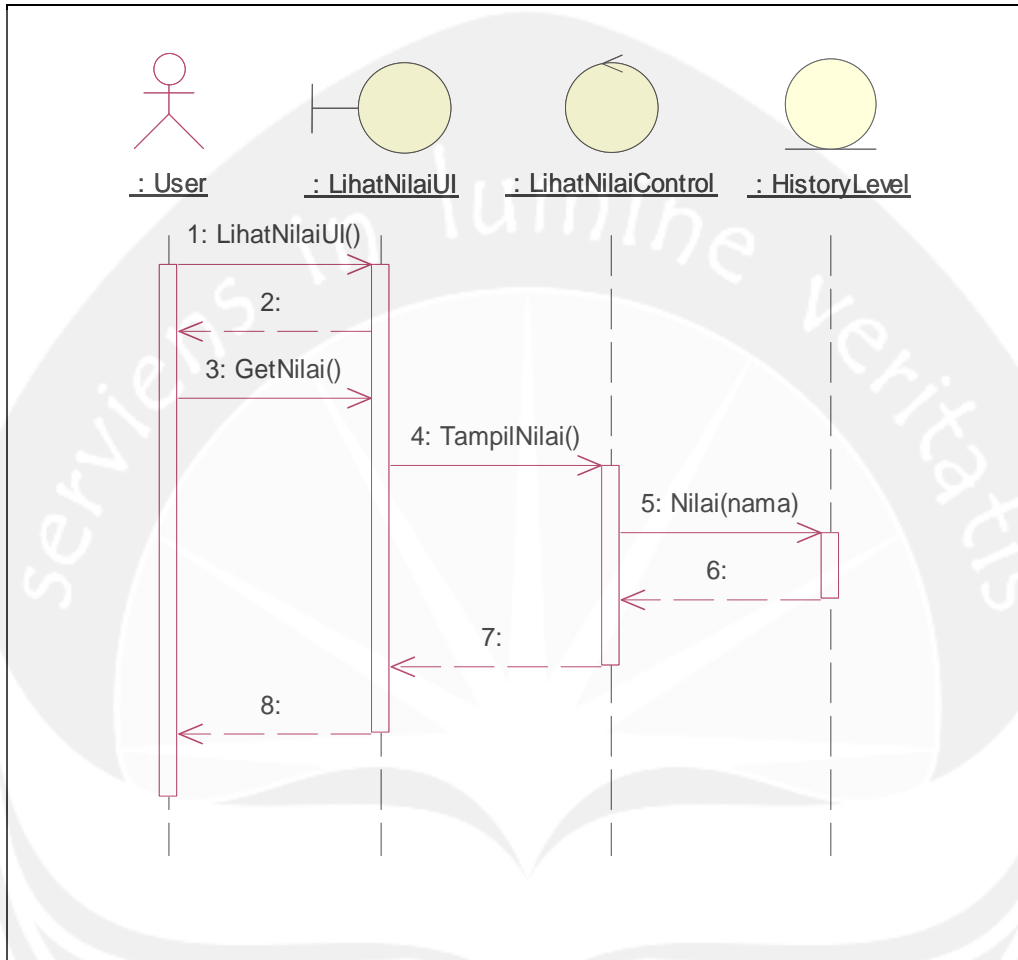 : User
: LihatNilaiUI
: LihatNilaiControl
: HistoryLevel
1: LihatNilaiUI()
2:
3: GetNilai()
4: TampilNilai()
5: Nilai(nama)
6:
7:
8:
serviens in lumine veritatis